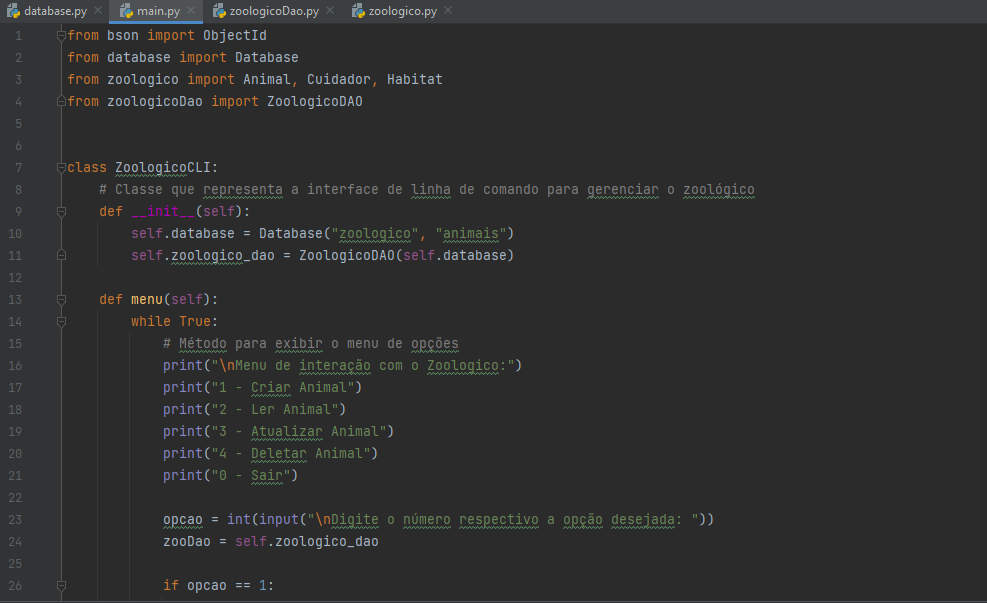 database.py main.py zoologicoDao.py zoologico.py
1 from bson import ObjectId
2 from database import Database
3 from zoologico import Animal, Cuidador, Habitat
4 from zoologicoDao import ZoologicoDAO
5
6
7 class ZoologicoCLI:
8     # Classe que representa a interface de linha de comando para gerenciar o zoológico
9     def __init__(self):
10         self.database = Database("zoologico", "animais")
11         self.zoologico_dao = ZoologicoDAO(self.database)
12
13     def menu(self):
14         while True:
15             # Método para exibir o menu de opções
16             print("\nMenu de interação com o Zoologico:")
17             print("1 - Criar Animal")
18             print("2 - Ler Animal")
19             print("3 - Atualizar Animal")
20             print("4 - Deletar Animal")
21             print("0 - Sair")
22
23             opcao = int(input("\nDigite o número respectivo a opção desejada: "))
24             zooDao = self.zoologico_dao
25
26             if opcao == 1: